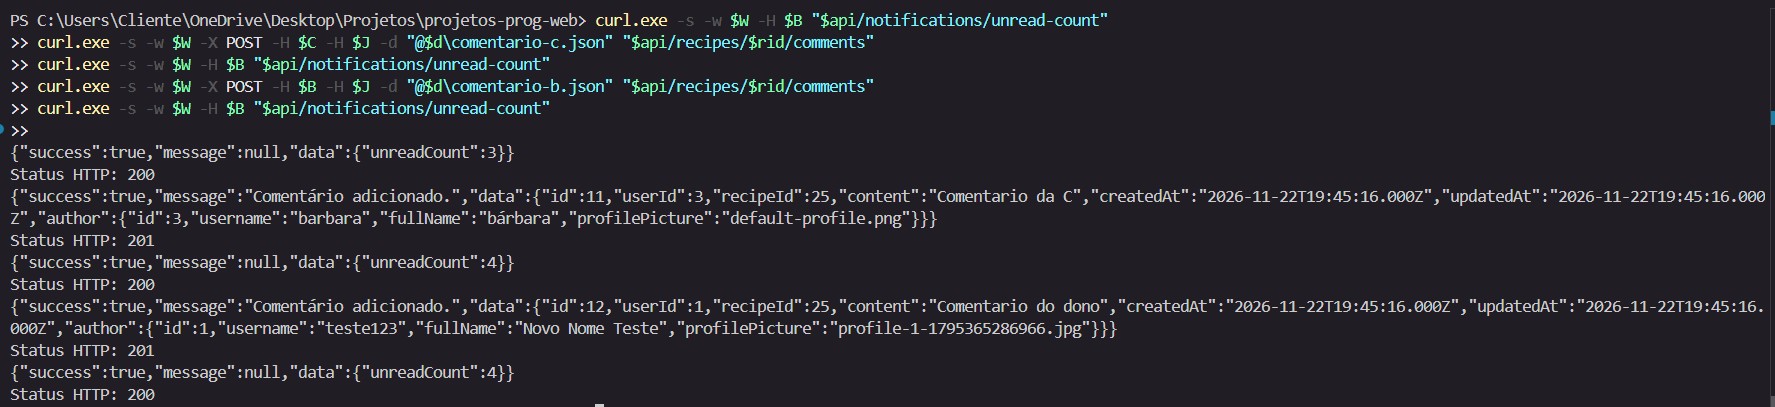 PS C:\Users\Cliente\OneDrive\Desktop\Projetos\projetos-prog-web> curl.exe -s -w $W -H $B "$api/notifications/unread-count"
>> curl.exe -s -w $W -X POST -H $C -H $J -d "@$d\comentario-c.json" "$api/recipes/$rid/comments"
>> curl.exe -s -w $W -H $B "$api/notifications/unread-count"
>> curl.exe -s -w $W -X POST -H $B -H $J -d "@$d\comentario-b.json" "$api/recipes/$rid/comments"
>> curl.exe -s -w $W -H $B "$api/notifications/unread-count"
>>
{"success":true,"message":null,"data":{"unreadCount":3}}
Status HTTP: 200
{"success":true,"message":"Comentário adicionado.","data":{"id":11,"userId":3,"recipeId":25,"content":"Comentario da C","createdAt":"2026-11-22T19:45:16.000Z","updatedAt":"2026-11-22T19:45:16.000
Z","author":{"id":3,"username":"barbara","fullName":"bárbara","profilePicture":"default-profile.png"}}}
Status HTTP: 201
{"success":true,"message":null,"data":{"unreadCount":4}}
Status HTTP: 200
{"success":true,"message":"Comentário adicionado.","data":{"id":12,"userId":1,"recipeId":25,"content":"Comentario do dono","createdAt":"2026-11-22T19:45:16.000Z","updatedAt":"2026-11-22T19:45:16.
000Z","author":{"id":1,"username":"teste123","fullName":"Novo Nome Teste","profilePicture":"profile-1-1795365286966.jpg"}}}
Status HTTP: 201
{"success":true,"message":null,"data":{"unreadCount":4}}
Status HTTP: 200